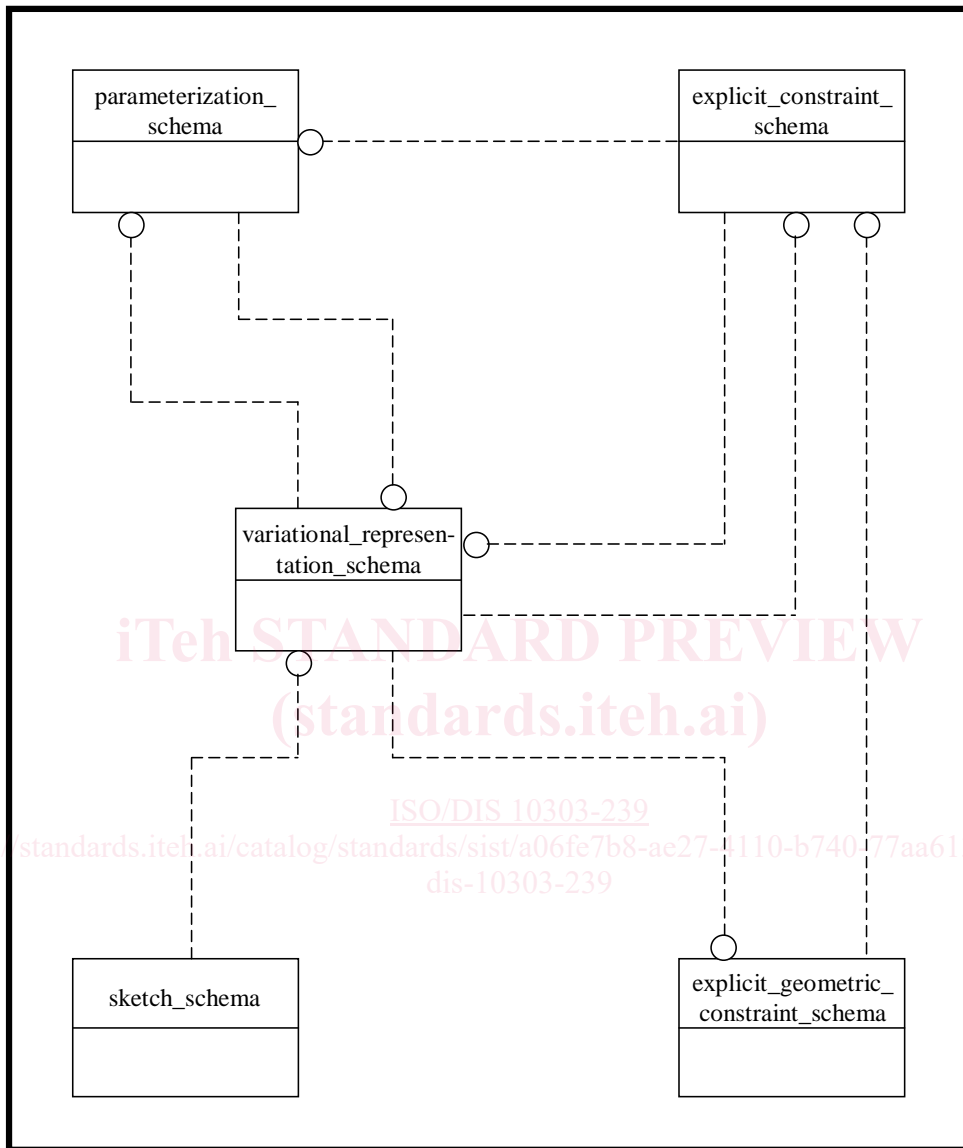 parameterization_
schema
explicit_constraint_
schema
variational_represen-
tation_schema
iTeh STANDARD PREVIEW
(standards.iteh.ai)
ISO/DIS 10303-239
/standards.iteh.ai/catalog/standards/sist/a06fe7b8-ae27-4110-b740-77aa61
dis-10303-239
sketch_schema
explicit_geometric_
constraint_schema